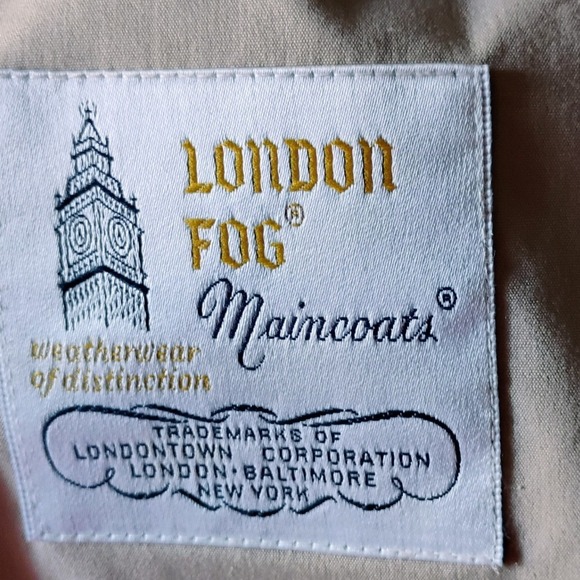 LONDON
FOG®
Maincoats®
weatherwear
of distinction
TRADEMARKS OF
LONDONTOWN CORPORATION
LONDON·BALTIMORE
NEW YORK